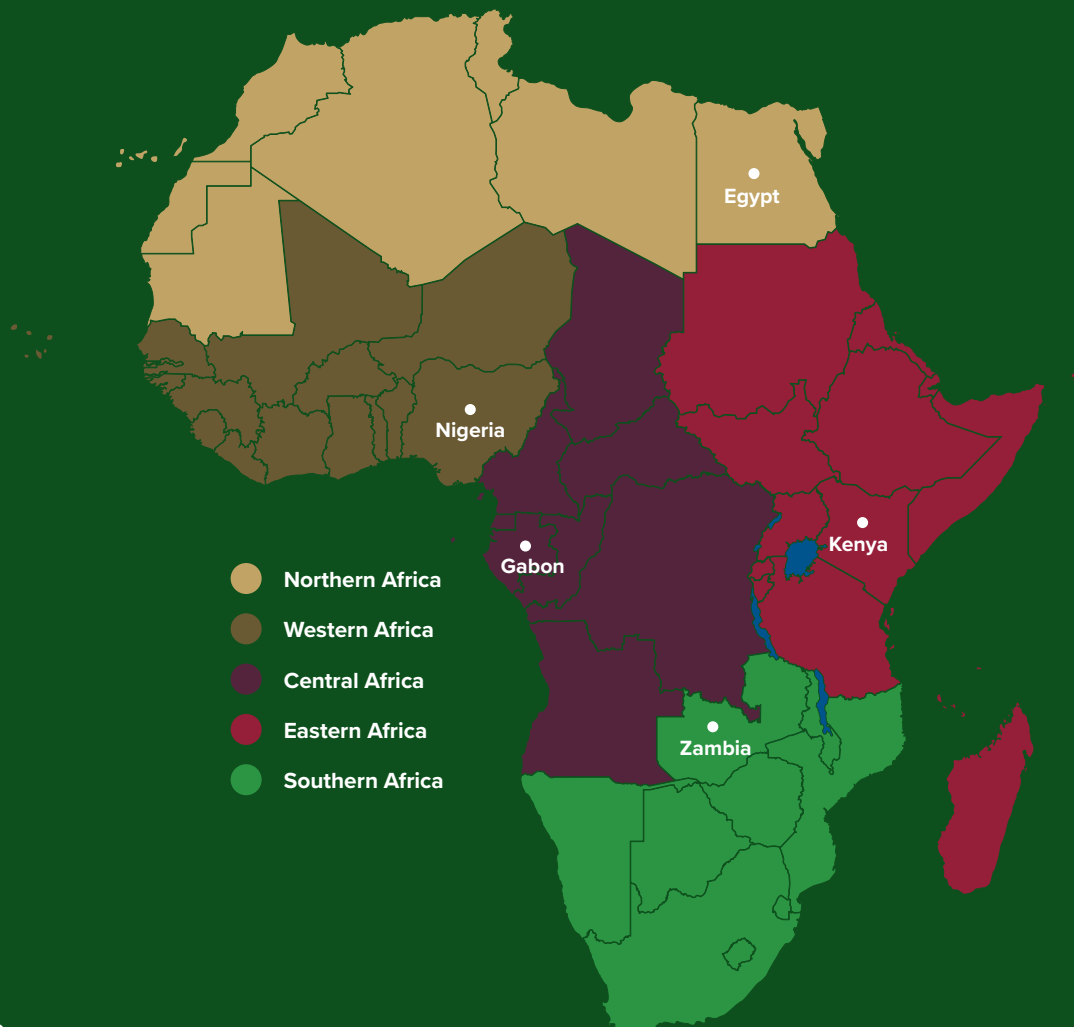 Egypt
Nigeria
Kenya
Gabon
Northern Africa
Western Africa
Central Africa
Eastern Africa
Zambia
Southern Africa